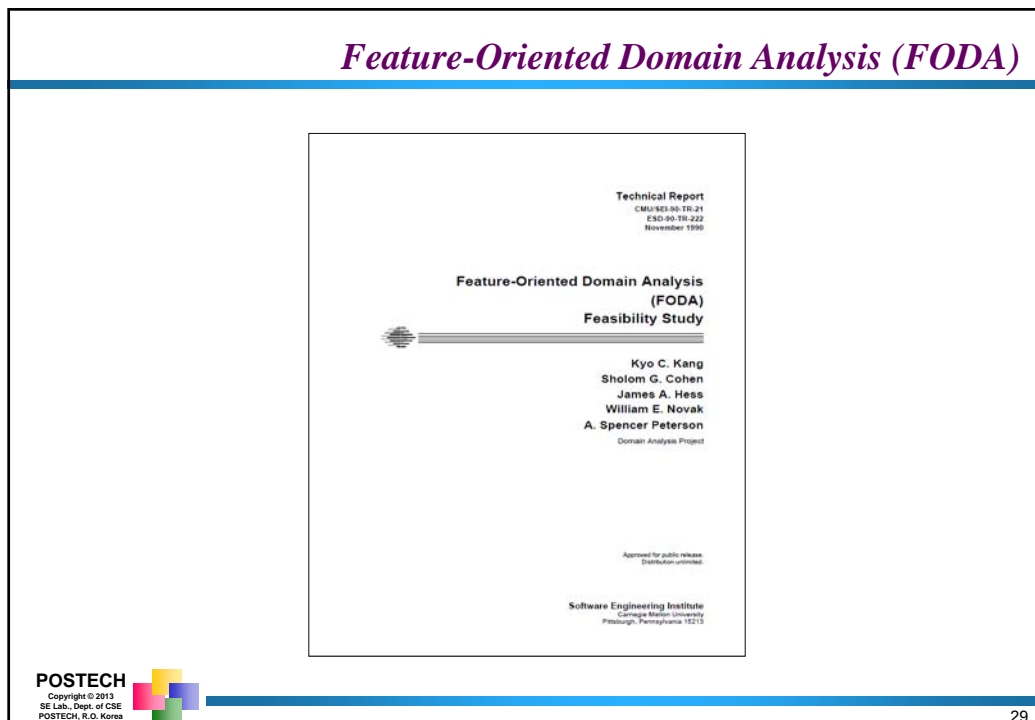 Feature-Oriented Domain Analysis (FODA)
Technical Report
CMU/SEI-90-TR-21
ESD-90-TR-222
November 1990
Feature-Oriented Domain Analysis
(FODA)
Feasibility Study
Kyo C. Kang
Sholom G. Cohen
James A. Hess
William E. Novak
A. Spencer Peterson
Domain Analysis Project
Approved for public release.
Distribution unlimited.
Software Engineering Institute
Carnegie Mellon University
Pittsburgh, Pennsylvania 15213
POSTECH
Copyright © 2013
SE Lab., Dept. of CSE
POSTECH, R.O. Korea
29